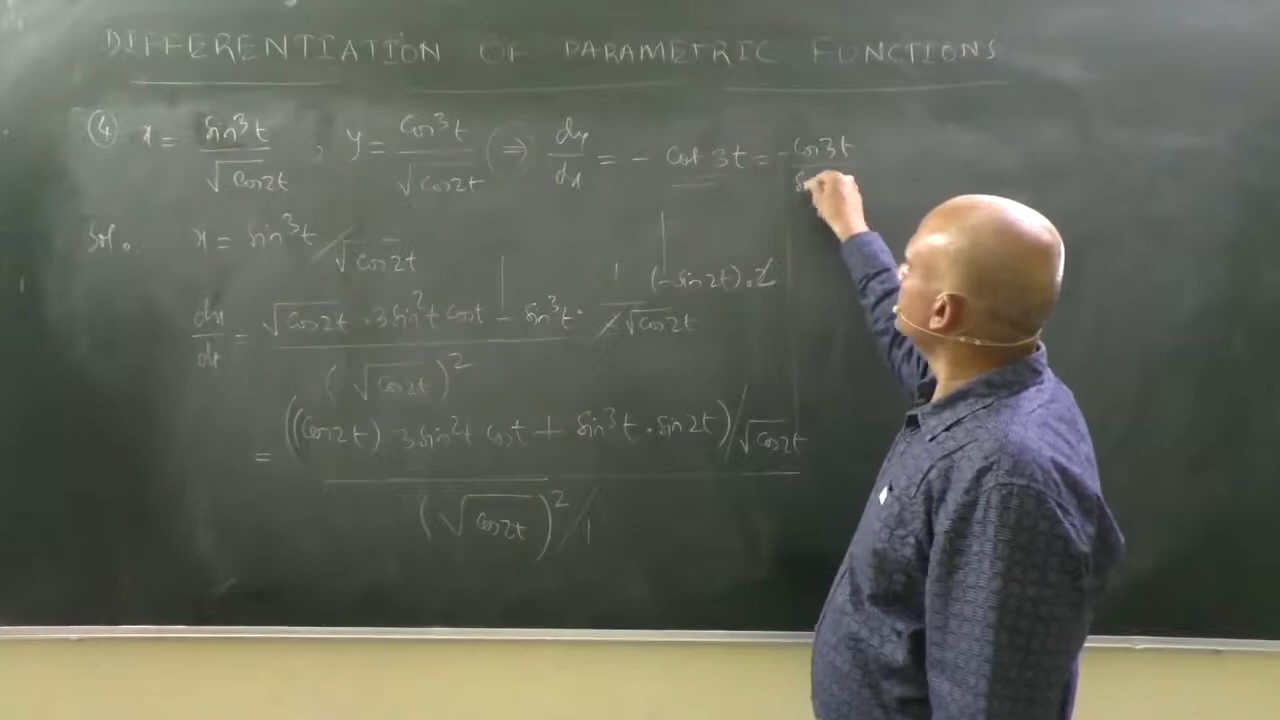 DIFFERENTIATION OF PARAMETRIC FUNCTIONS
④ x = sin³t / √cos2t , y = cos³t / √cos2t ⇒ dy/dx = - cot 3t = - cos3t /
Sol. x = sin³t / √cos2t
dx/dt = √cos2t · 3sin²t cost - sin³t · 1/2√cos2t (-sin2t).2 / (√cos2t)²
= ((cos2t) 3sin²t cost + sin³t . sin2t) / √cos2t / (√cos2t)² / 1